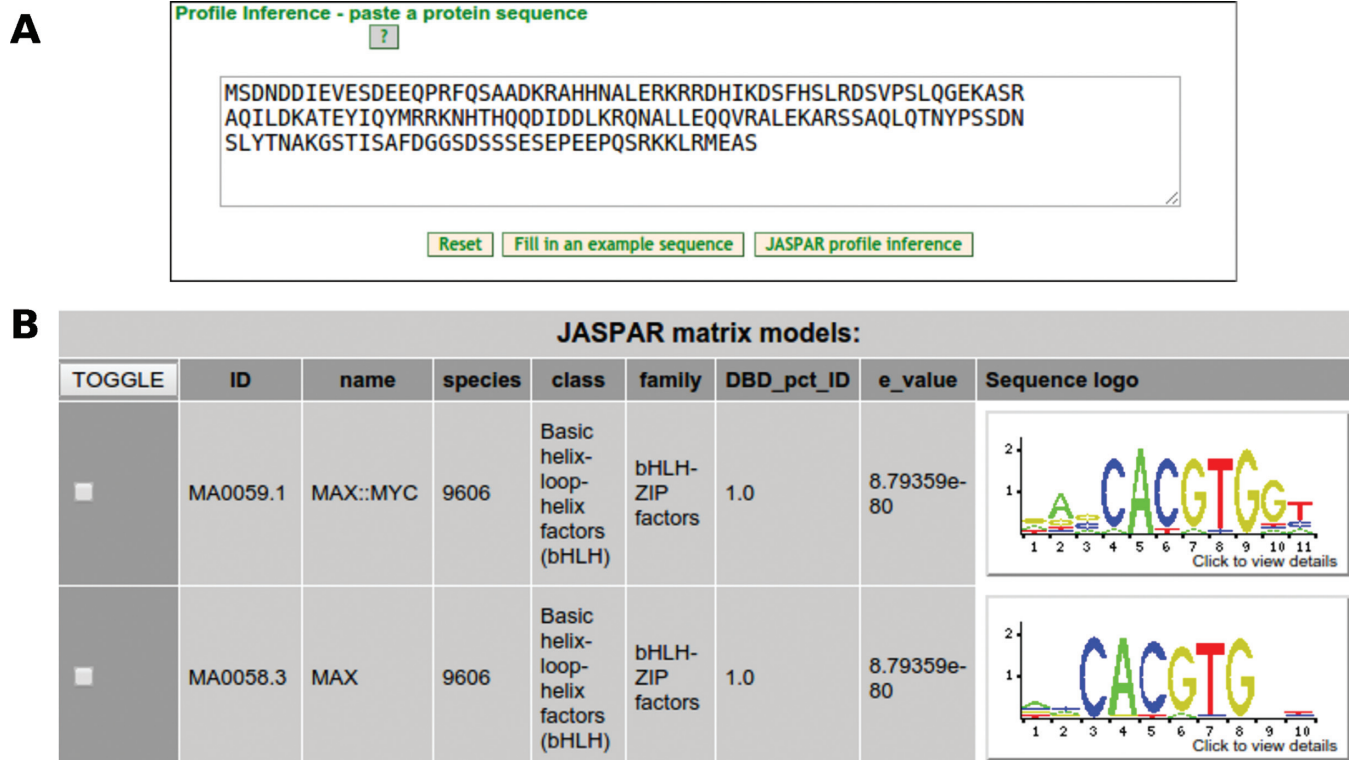 A
Profile Inference - paste a protein sequence
?
MSDNDDIEVESDEEQPRFQSAADKRAHHNALERKRRDHIKDSFHSLRDSVPSLQGEKASR
AQILDKATEYIQYMRRKNHTHQQDIDDLKRQNALLEQQVRALEKARSSAQLQTNYPSSDN
SLYTNAKGSTISAFDGGSDSSSESEPEEPQSRKKLRMEAS
Reset Fill in an example sequence JASPAR profile inference
B
JASPAR matrix models:
TOGGLE ID name species class family DBD_pct_ID e_value Sequence logo
MA0059.1
MAX::MYC
9606
Basic
helix-
loop-
helix
factors
(bHLH)
bHLH-
ZIP
factors
1.0
8.79359e-
80
2
1
A CACGTGGT
1 2 3 4 5 6 7 8 9 10 11
Click to view details
MA0058.3
MAX
9606
Basic
helix-
loop-
helix
factors
(bHLH)
bHLH-
ZIP
factors
1.0
8.79359e-
80
2
1
CACGTG
1 2 3 4 5 6 7 8 9 10
Click to view details